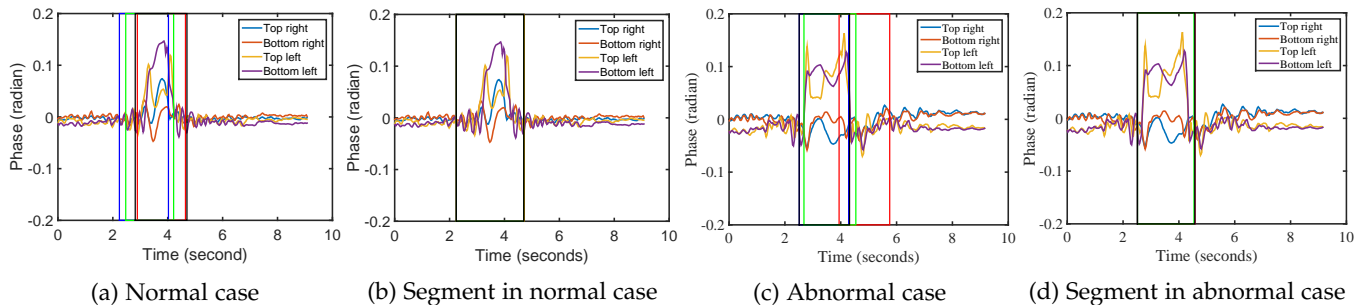 0.2
0.1
0
-0.1
-0.2
Phase (radian)
0 2 4 6 8 10
Time (second)
Top right
Bottom right
Top left
Bottom left
(a) Normal case
0.2
0.1
0
-0.1
-0.2
Phase (radian)
0 2 4 6 8 10
Time (second)
Top right
Bottom right
Top left
Bottom left
(b) Segment in normal case
0.2
0.1
0
-0.1
-0.2
Phase (radian)
0 2 4 6 8 10
Time (seconds)
Top right
Bottom right
Top left
Bottom left
(c) Abnormal case
0.2
0.1
0
-0.1
-0.2
Phase (radian)
0 2 4 6 8 10
Time (seconds)
Top right
Bottom right
Top left
Bottom left
(d) Segment in abnormal case